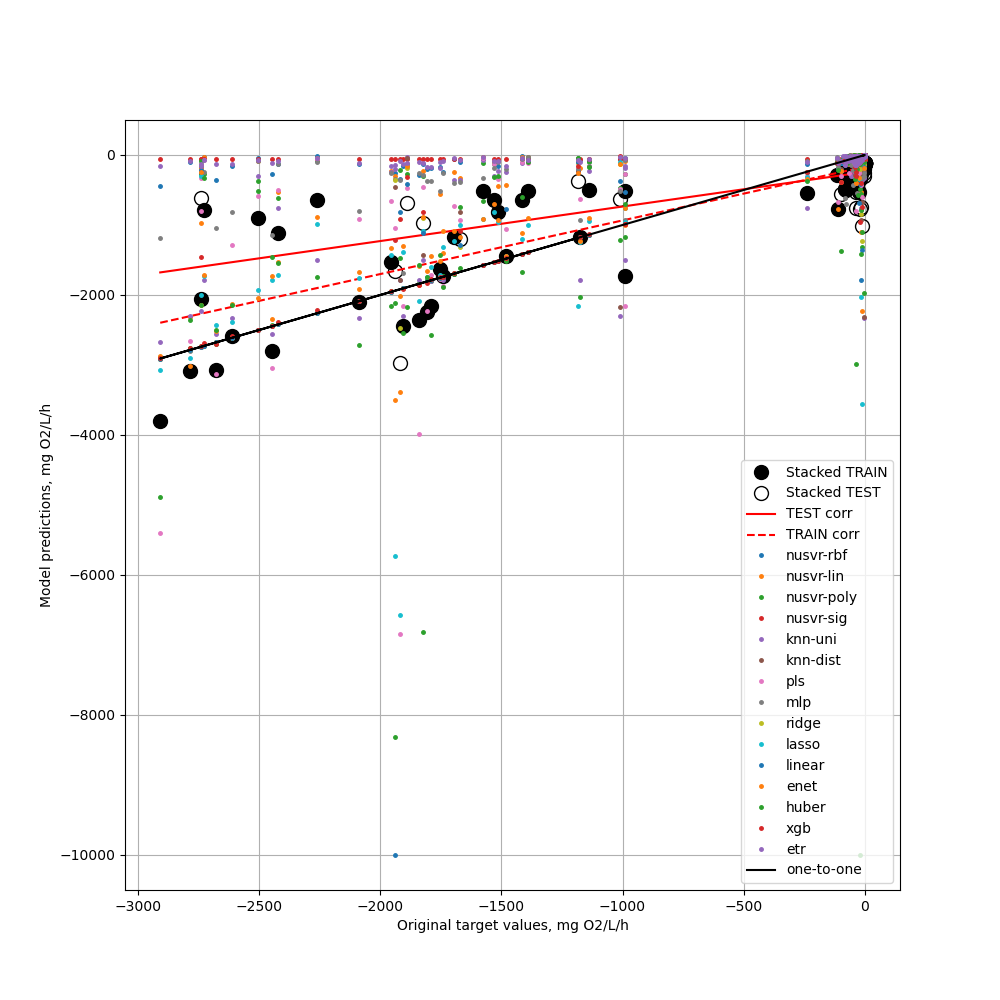 0
−2000
−4000
−6000
−8000
−10000
Model predictions, mg O2/L/h
−3000
−2500
−2000
−1500
−1000
−500
0
Original target values, mg O2/L/h
Stacked TRAIN
Stacked TEST
TEST corr
TRAIN corr
nusvr-rbf
nusvr-lin
nusvr-poly
nusvr-sig
knn-uni
knn-dist
pls
mlp
ridge
lasso
linear
enet
huber
xgb
etr
one-to-one